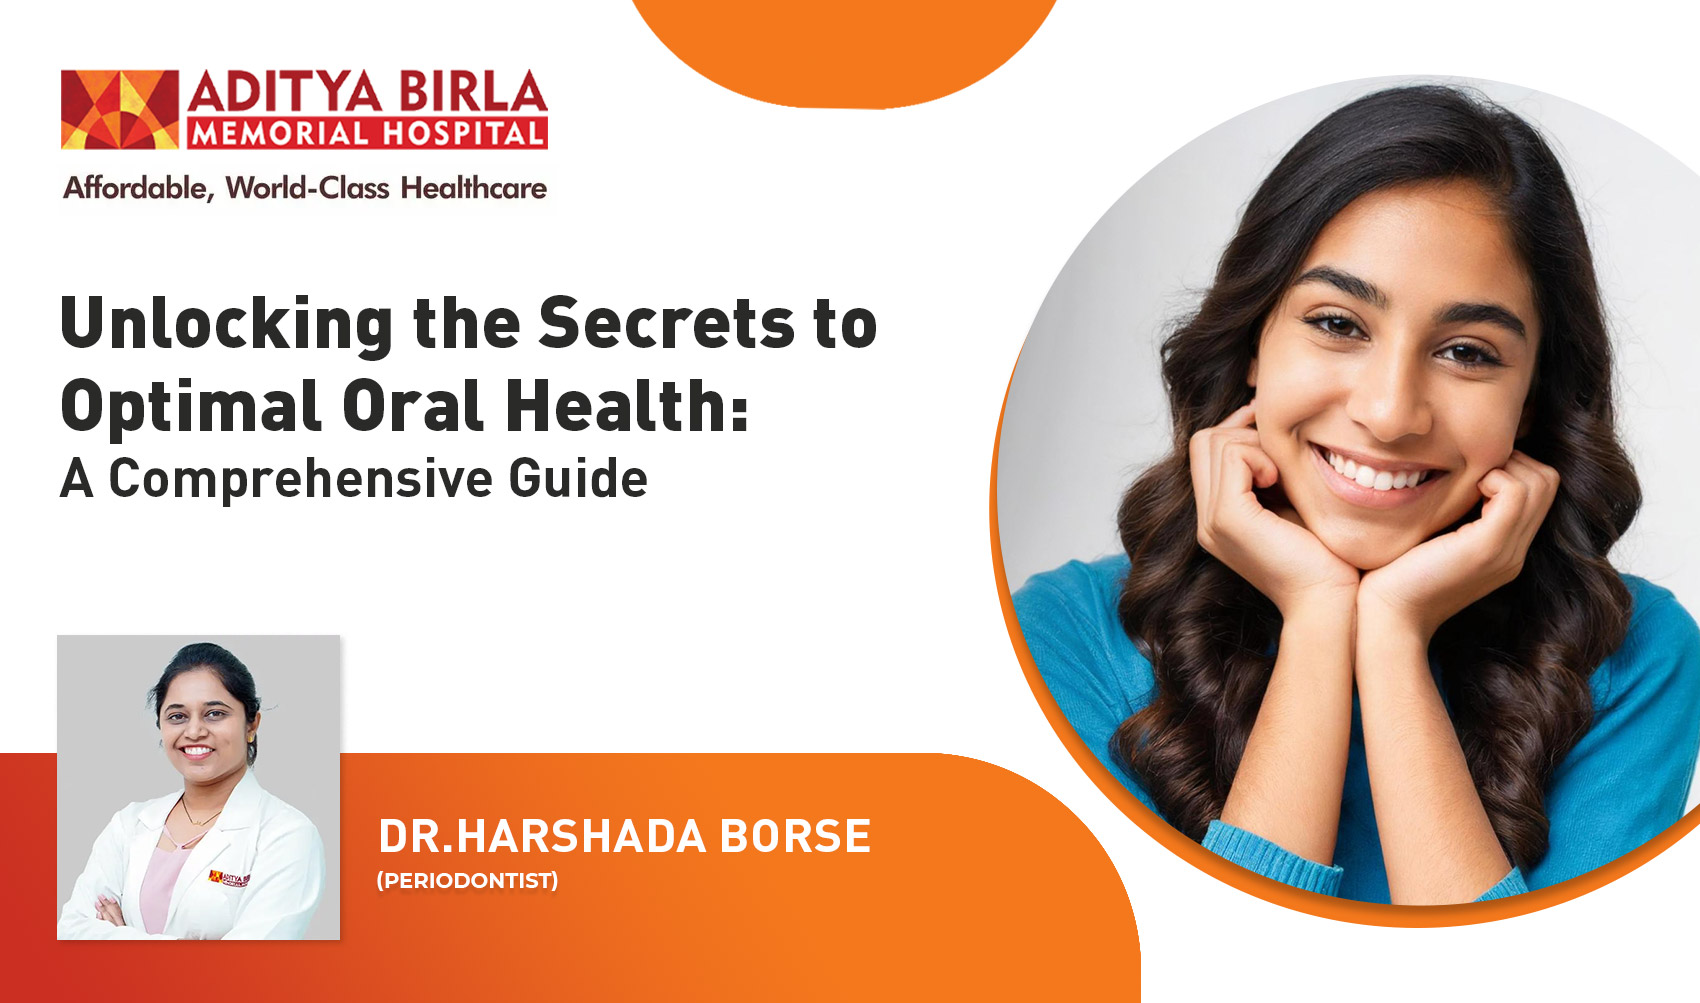 ADITYA BIRLA
MEMORIAL HOSPITAL
Affordable, World-Class Healthcare
Unlocking the Secrets to
Optimal Oral Health:
A Comprehensive Guide
DR.HARSHADA BORSE
(PERIODONTIST)